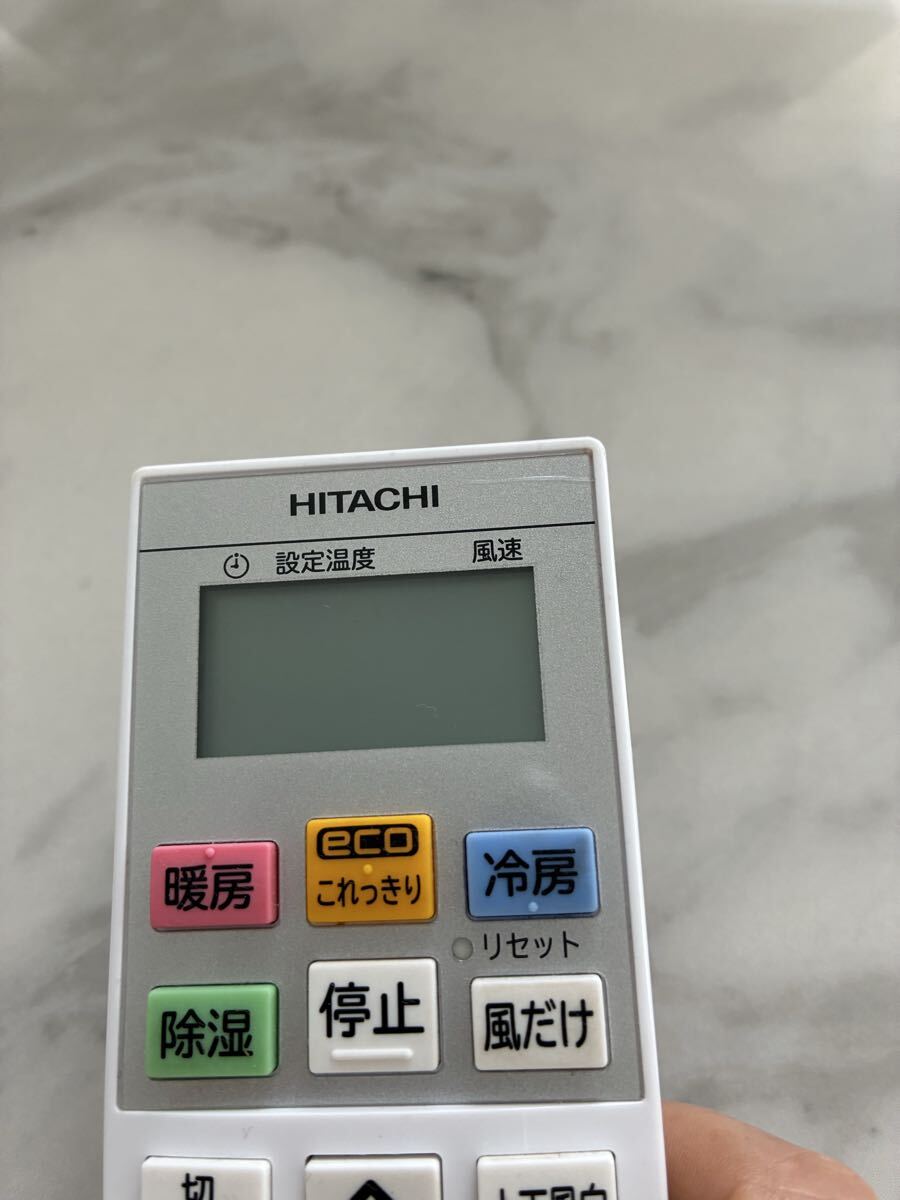 HITACHI
設定温度 風速
eco
暖房 これっきり 冷房
リセット
除湿 停止 風だけ
切